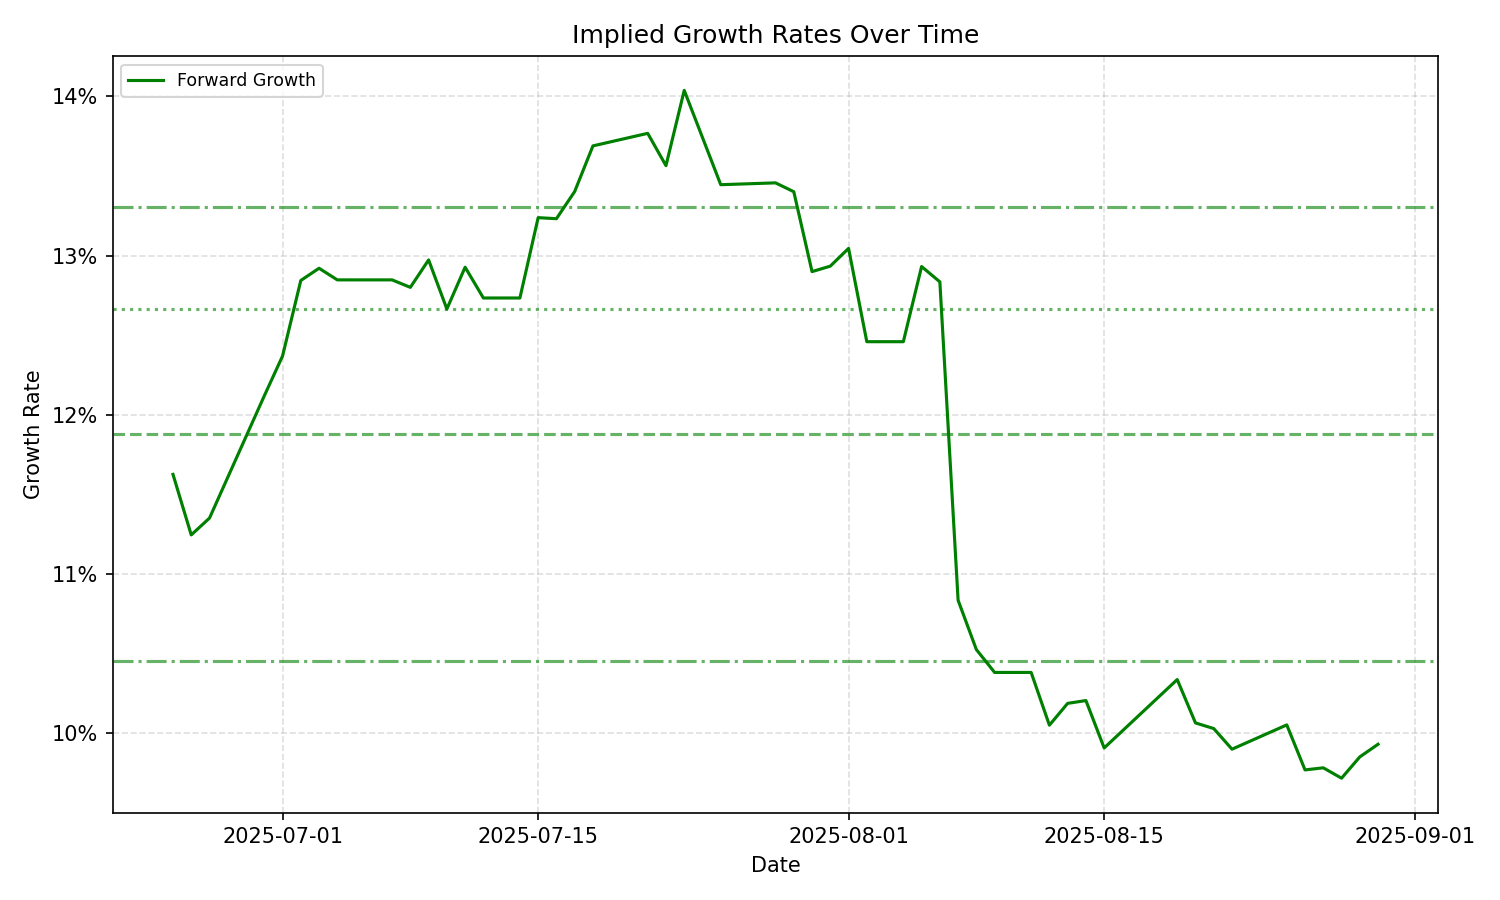 Implied Growth Rates Over Time
Forward Growth
14%
13%
12%
11%
10%
Growth Rate
2025-07-01
2025-07-15
2025-08-01
2025-08-15
2025-09-01
Date